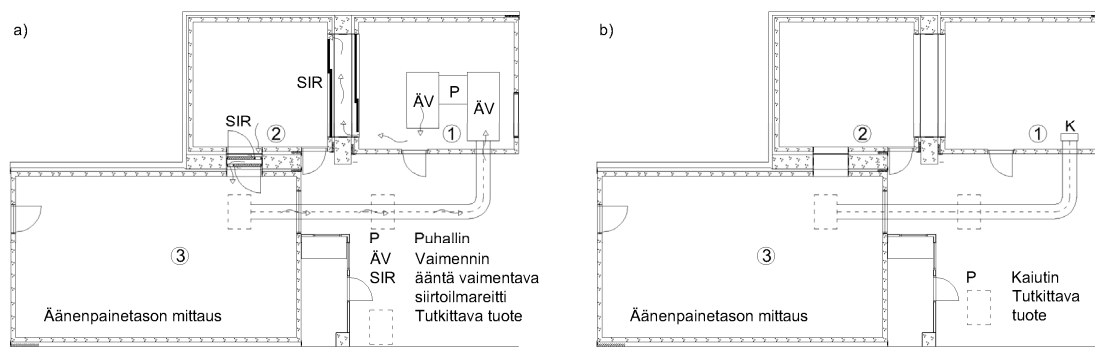 a)
SIR
ÄV
P
ÄV
SIR
2
1
3
P Puhallin
ÄV Vaimennin
SIR ääntä vaimentava
siirtoilmareitti
Tutkittava tuote
Äänenpainetason mittaus
b)
2
1
K
3
P Kaiutin
Tutkittava
tuote
Äänenpainetason mittaus